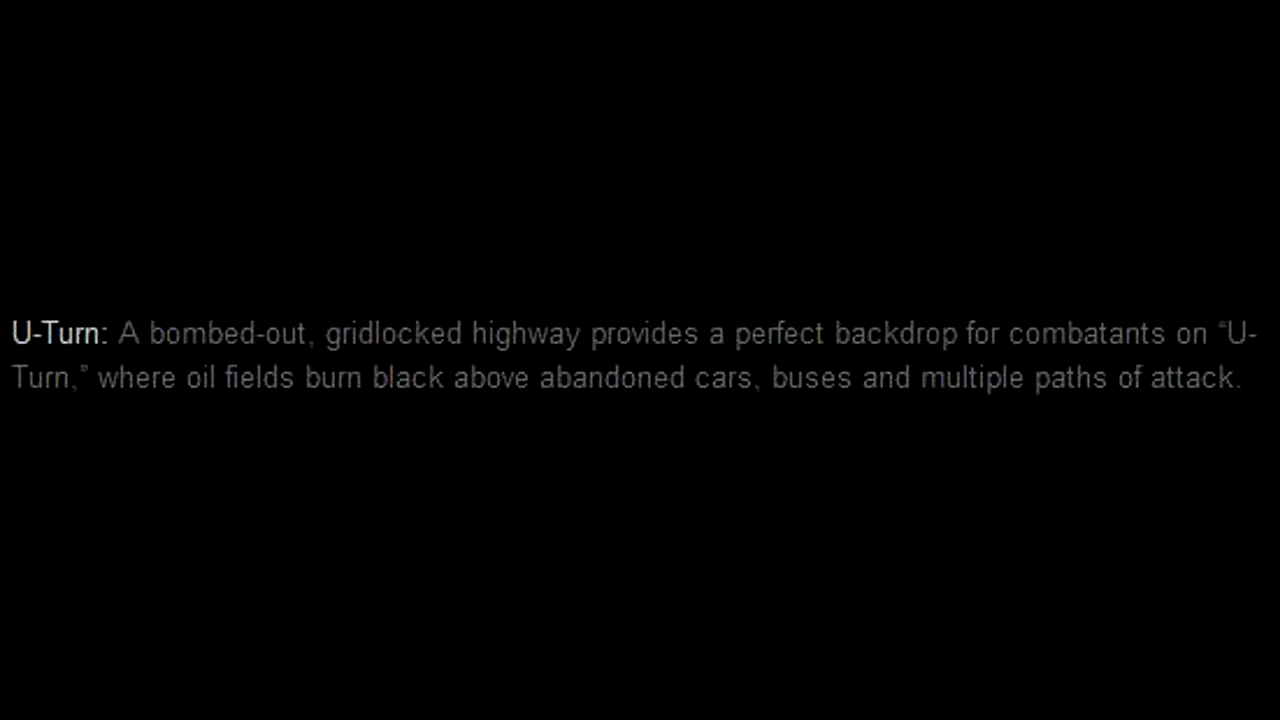 U-Turn: A bombed-out, gridlocked highway provides a perfect backdrop for combatants on “U-
Turn,” where oil fields burn black above abandoned cars, buses and multiple paths of attack.